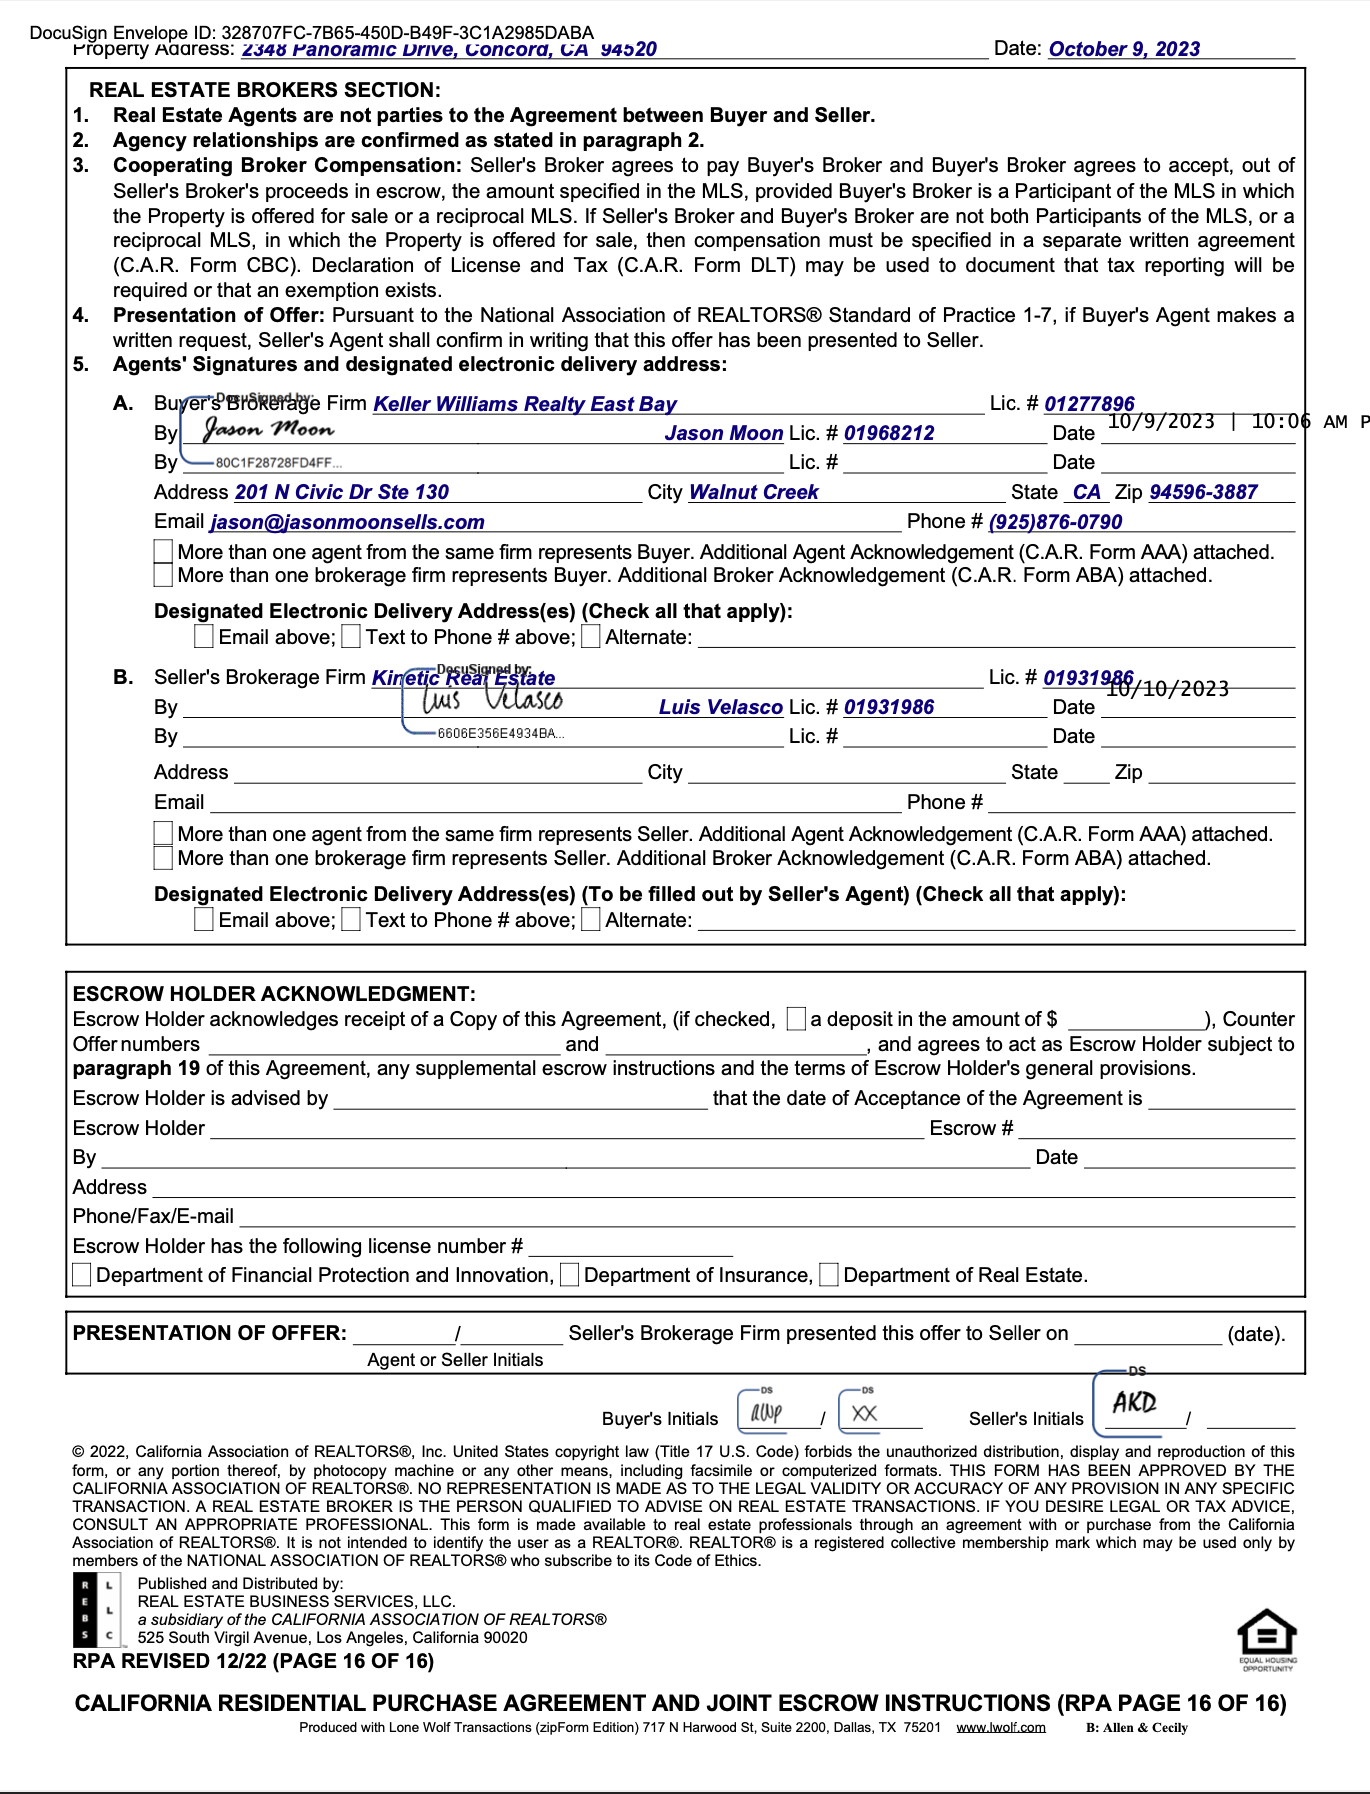 DocuSign Envelope ID: 328707FC-7B65-450D-B49F-3C1A2985DABA
Property Address: 2348 Panoramic Drive, Concord, CA 94520 Date: October 9, 2023
REAL ESTATE BROKERS SECTION:
1. Real Estate Agents are not parties to the Agreement between Buyer and Seller.
2. Agency relationships are confirmed as stated in paragraph 2.
3. Cooperating Broker Compensation: Seller's Broker agrees to pay Buyer's Broker and Buyer's Broker agrees to accept, out of
Seller's Broker's proceeds in escrow, the amount specified in the MLS, provided Buyer's Broker is a Participant of the MLS in which
the Property is offered for sale or a reciprocal MLS. If Seller's Broker and Buyer's Broker are not both Participants of the MLS, or a
reciprocal MLS, in which the Property is offered for sale, then compensation must be specified in a separate written agreement
(C.A.R. Form CBC). Declaration of License and Tax (C.A.R. Form DLT) may be used to document that tax reporting will be
required or that an exemption exists.
4. Presentation of Offer: Pursuant to the National Association of REALTORS® Standard of Practice 1-7, if Buyer's Agent makes a
written request, Seller's Agent shall confirm in writing that this offer has been presented to Seller.
5. Agents' Signatures and designated electronic delivery address:
DocuSigned by:
A. Buyer's Brokerage Firm Keller Williams Realty East Bay Lic. # 01277896
10/9/2023 | 10:06 AM P
By Jason Moon Jason Moon Lic. # 01968212 Date
By 80C1F28728FD4FF... Lic. # Date
Address 201 N Civic Dr Ste 130 City Walnut Creek State CA Zip 94596-3887
Email jason@jasonmoonsells.com Phone # (925)876-0790
More than one agent from the same firm represents Buyer. Additional Agent Acknowledgement (C.A.R. Form AAA) attached.
More than one brokerage firm represents Buyer. Additional Broker Acknowledgement (C.A.R. Form ABA) attached.
Designated Electronic Delivery Address(es) (Check all that apply):
Email above; Text to Phone # above; Alternate:
DocuSigned by:
B. Seller's Brokerage Firm Kinetic Real Estate Lic. # 01931986
10/10/2023
By Luis Velasco Luis Velasco Lic. # 01931986 Date
By 6606E356E4934BA... Lic. # Date
Address City State Zip
Email Phone #
More than one agent from the same firm represents Seller. Additional Agent Acknowledgement (C.A.R. Form AAA) attached.
More than one brokerage firm represents Seller. Additional Broker Acknowledgement (C.A.R. Form ABA) attached.
Designated Electronic Delivery Address(es) (To be filled out by Seller's Agent) (Check all that apply):
Email above; Text to Phone # above; Alternate:
ESCROW HOLDER ACKNOWLEDGMENT:
Escrow Holder acknowledges receipt of a Copy of this Agreement, (if checked, a deposit in the amount of $ ), Counter
Offer numbers and , and agrees to act as Escrow Holder subject to
paragraph 19 of this Agreement, any supplemental escrow instructions and the terms of Escrow Holder's general provisions.
Escrow Holder is advised by that the date of Acceptance of the Agreement is
Escrow Holder Escrow #
By Date
Address
Phone/Fax/E-mail
Escrow Holder has the following license number #
Department of Financial Protection and Innovation, Department of Insurance, Department of Real Estate.
PRESENTATION OF OFFER: / Seller's Brokerage Firm presented this offer to Seller on (date).
Agent or Seller Initials
DS DS DS
Buyer's Initials AWP / XX Seller's Initials AKD /
© 2022, California Association of REALTORS®, Inc. United States copyright law (Title 17 U.S. Code) forbids the unauthorized distribution, display and reproduction of this
form, or any portion thereof, by photocopy machine or any other means, including facsimile or computerized formats. THIS FORM HAS BEEN APPROVED BY THE
CALIFORNIA ASSOCIATION OF REALTORS®. NO REPRESENTATION IS MADE AS TO THE LEGAL VALIDITY OR ACCURACY OF ANY PROVISION IN ANY SPECIFIC
TRANSACTION. A REAL ESTATE BROKER IS THE PERSON QUALIFIED TO ADVISE ON REAL ESTATE TRANSACTIONS. IF YOU DESIRE LEGAL OR TAX ADVICE,
CONSULT AN APPROPRIATE PROFESSIONAL. This form is made available to real estate professionals through an agreement with or purchase from the California
Association of REALTORS®. It is not intended to identify the user as a REALTOR®. REALTOR® is a registered collective membership mark which may be used only by
members of the NATIONAL ASSOCIATION OF REALTORS® who subscribe to its Code of Ethics.
R E B S L L C
Published and Distributed by:
REAL ESTATE BUSINESS SERVICES, LLC.
a subsidiary of the CALIFORNIA ASSOCIATION OF REALTORS®
525 South Virgil Avenue, Los Angeles, California 90020
EQUAL HOUSING
OPPORTUNITY
RPA REVISED 12/22 (PAGE 16 OF 16)
CALIFORNIA RESIDENTIAL PURCHASE AGREEMENT AND JOINT ESCROW INSTRUCTIONS (RPA PAGE 16 OF 16)
Produced with Lone Wolf Transactions (zipForm Edition) 717 N Harwood St, Suite 2200, Dallas, TX 75201 www.lwolf.com B: Allen & Cecily